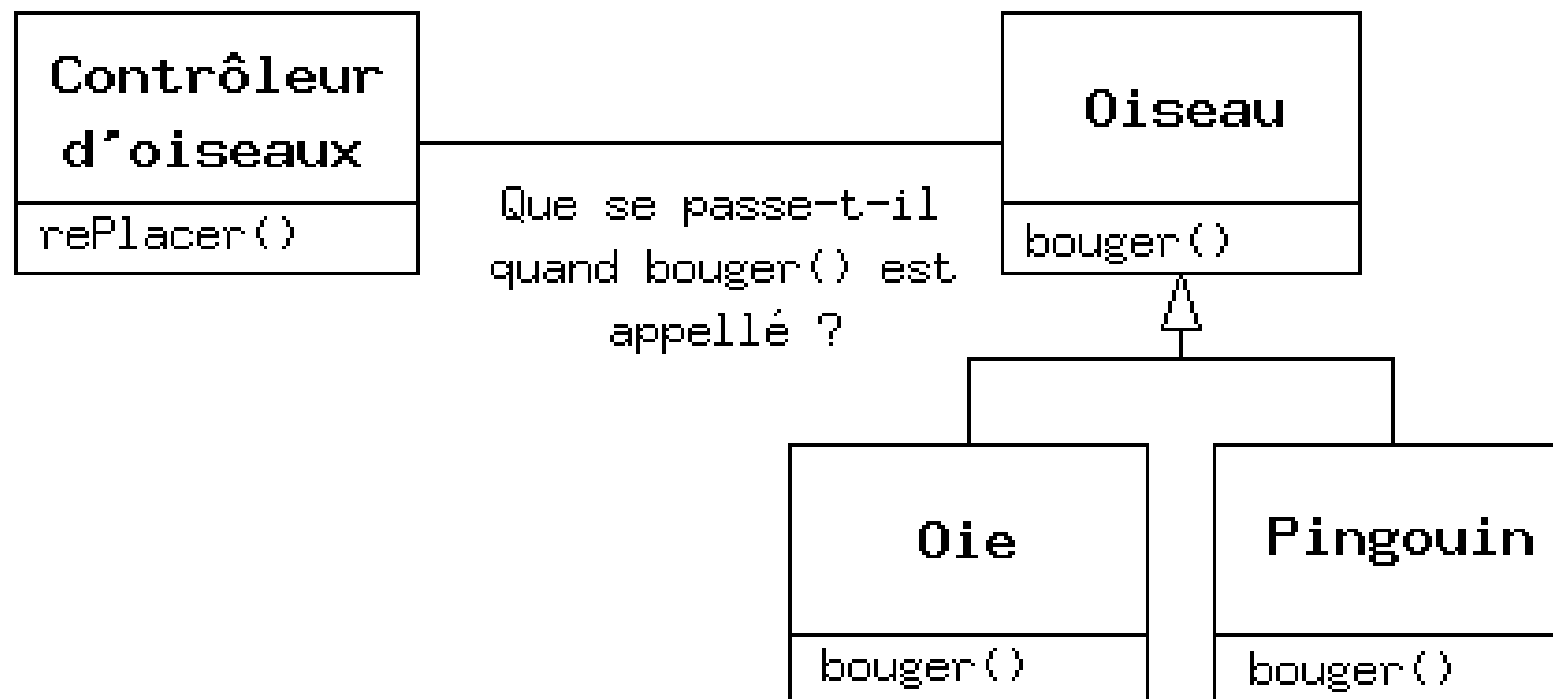 Contrôleur
d'oiseaux
rePlacer()
Que se passe-t-il
quand bouger() est
appellé ?
Oiseau
bouger()
Oie
bouger()
Pingouin
bouger()